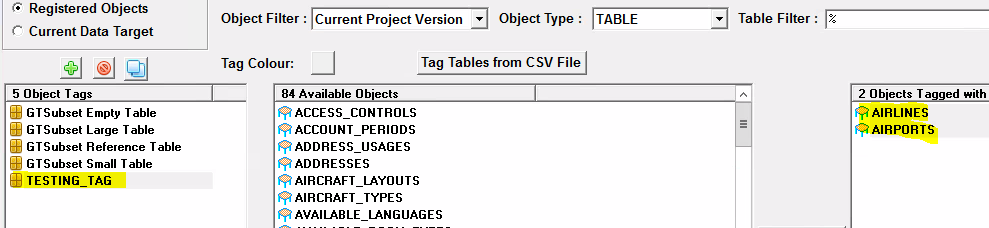 Registered Objects
Current Data Target
Object Filter : Current Project Version Object Type : TABLE Table Filter : %
Tag Colour: Tag Tables from CSV File
5 Object Tags
GTSubset Empty Table
GTSubset Large Table
GTSubset Reference Table
GTSubset Small Table
TESTING_TAG
84 Available Objects
ACCESS_CONTROLS
ACCOUNT_PERIODS
ADDRESS_USAGES
ADDRESSES
AIRCRAFT_LAYOUTS
AIRCRAFT_TYPES
AVAILABLE_LANGUAGES
2 Objects Tagged with
AIRLINES
AIRPORTS